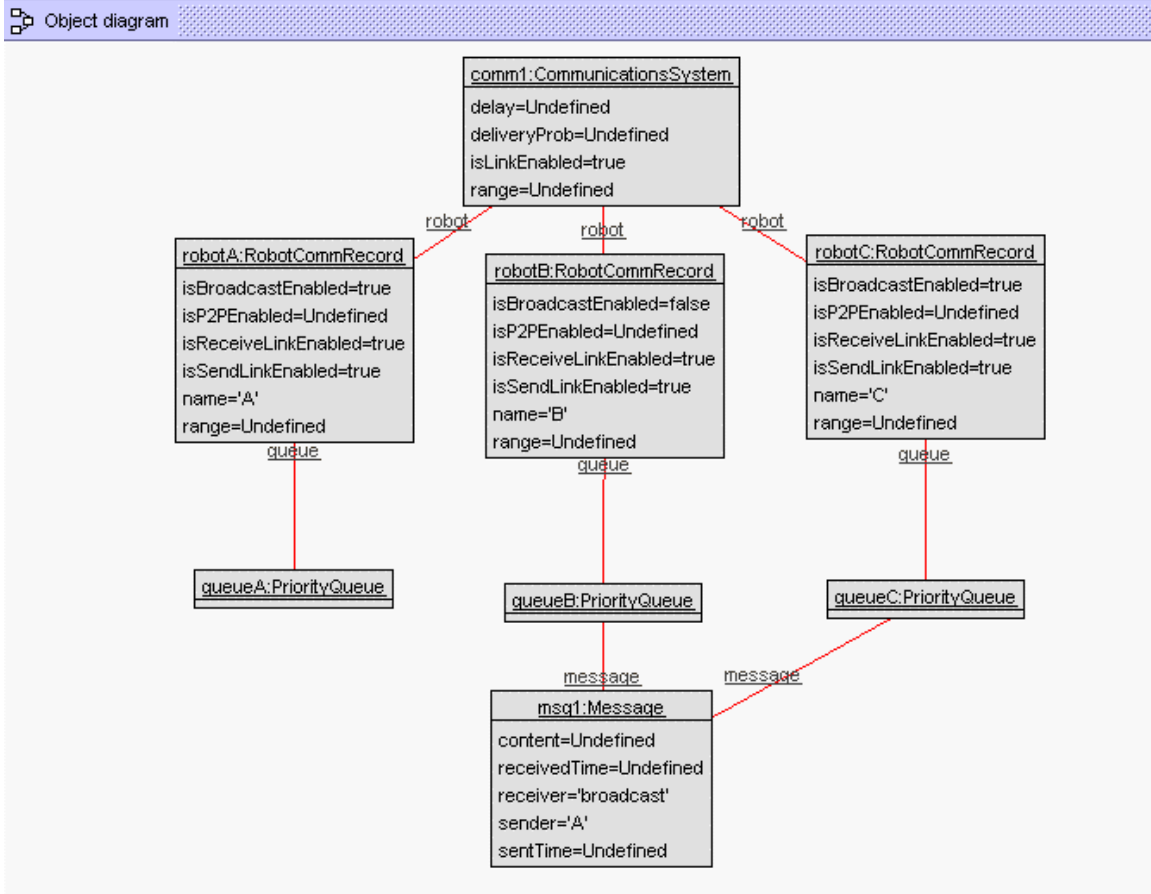 Object diagram
comm1:CommunicationsSystem
delay=Undefined
deliveryProb=Undefined
isLinkEnabled=true
range=Undefined
robot
robot
robot
robotA:RobotCommRecord
isBroadcastEnabled=true
isP2PEnabled=Undefined
isReceiveLinkEnabled=true
isSendLinkEnabled=true
name='A'
range=Undefined
queue
robotB:RobotCommRecord
isBroadcastEnabled=false
isP2PEnabled=Undefined
isReceiveLinkEnabled=true
isSendLinkEnabled=true
name='B'
range=Undefined
queue
robotC:RobotCommRecord
isBroadcastEnabled=true
isP2PEnabled=Undefined
isReceiveLinkEnabled=true
isSendLinkEnabled=true
name='C'
range=Undefined
queue
queueA:PriorityQueue
queueB:PriorityQueue
queueC:PriorityQueue
message
message
msg1:Message
content=Undefined
receivedTime=Undefined
receiver='broadcast'
sender='A'
sentTime=Undefined